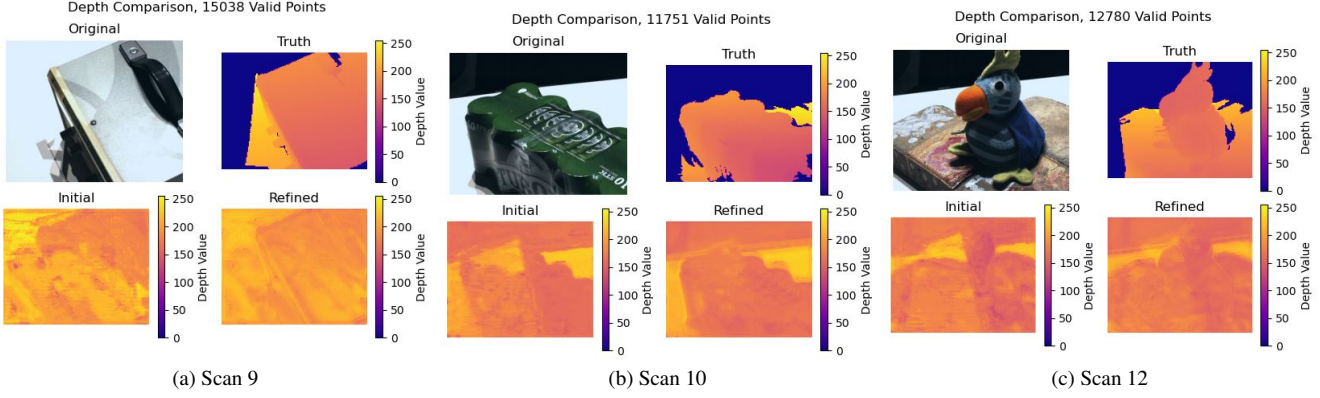 Depth Comparison, 15038 Valid Points
Original
Truth
250
200
150
100
50
0
Depth Value
Initial
250
200
150
100
50
0
Depth Value
Refined
250
200
150
100
50
0
Depth Value
(a) Scan 9
Depth Comparison, 11751 Valid Points
Original
10 STK
Truth
250
200
150
100
50
0
Depth Value
Initial
250
200
150
100
50
0
Depth Value
Refined
250
200
150
100
50
0
Depth Value
(b) Scan 10
Depth Comparison, 12780 Valid Points
Original
Truth
250
200
150
100
50
0
Depth Value
Initial
250
200
150
100
50
0
Depth Value
Refined
250
200
150
100
50
0
Depth Value
(c) Scan 12